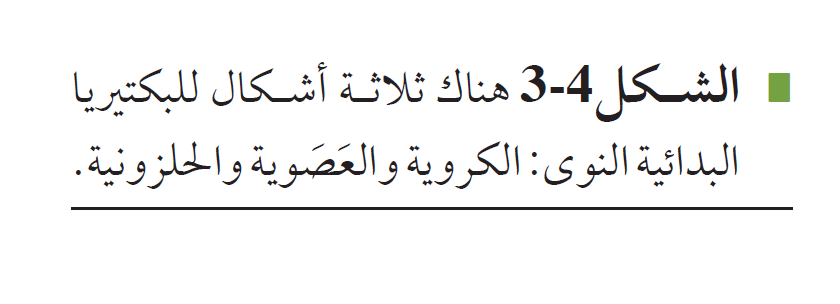 ■ الشكل 4-3 هناك ثلاثة أشكال للبكتيريا
البدائية النوى: الكروية والعَصَوية والحلزونية.